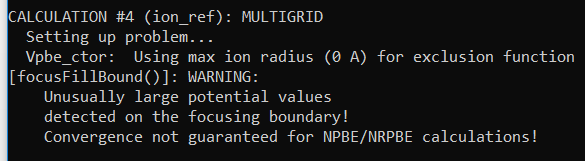 CALCULATION #4 (ion_ref): MULTIGRID
Setting up problem...
Vpbe_ctor:  Using max ion radius (0 A) for exclusion function
[focusFillBound()]: WARNING:
Unusually large potential values
detected on the focusing boundary!
Convergence not guaranteed for NPBE/NRPBE calculations!